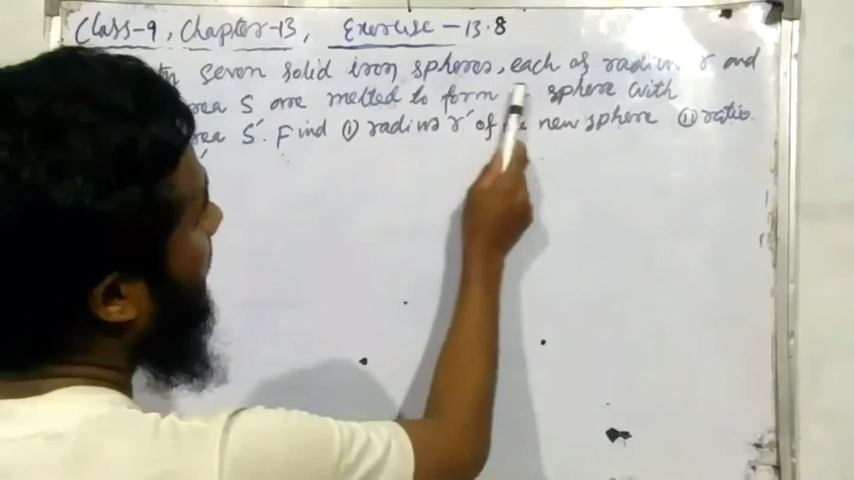 Class-9, Chapter-13, Exercise-13.8
seven solid iron spheres, each of radius r and
area S are melted to form sphere with
area S'. Find (i) radius r' of new sphere (ii) ratio.